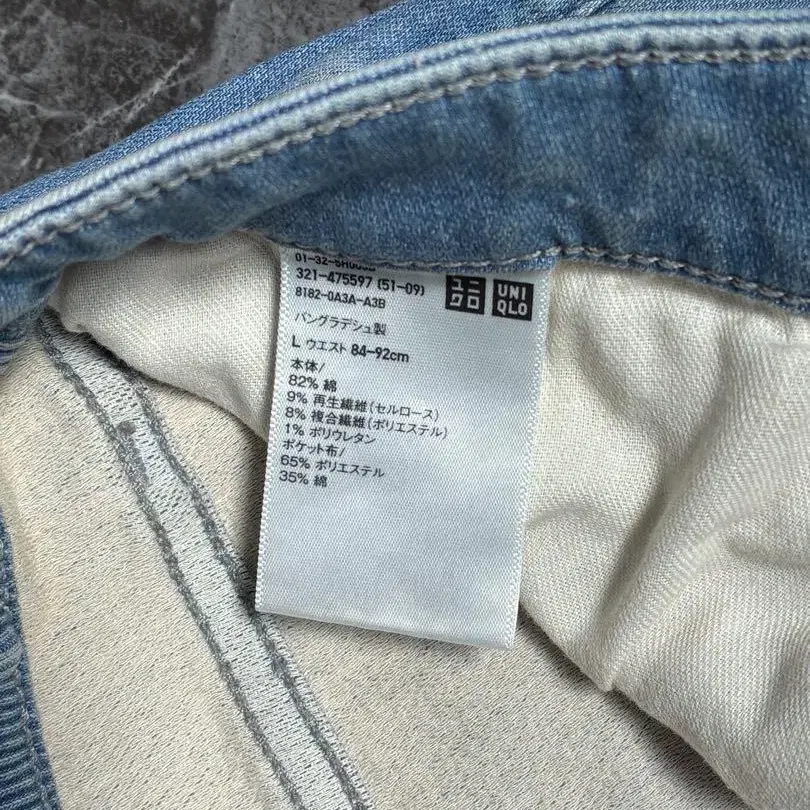 321-475597 (51-09)
8182-0A3A-A3B
ユニ
クロ
UNI
QLO
バングラデシュ製
L ウエスト 84-92cm
本体/
82% 綿
9% 再生繊維(セルロース)
8% 複合繊維(ポリエステル)
1% ポリウレタン
ポケット布/
65% ポリエステル
35% 綿